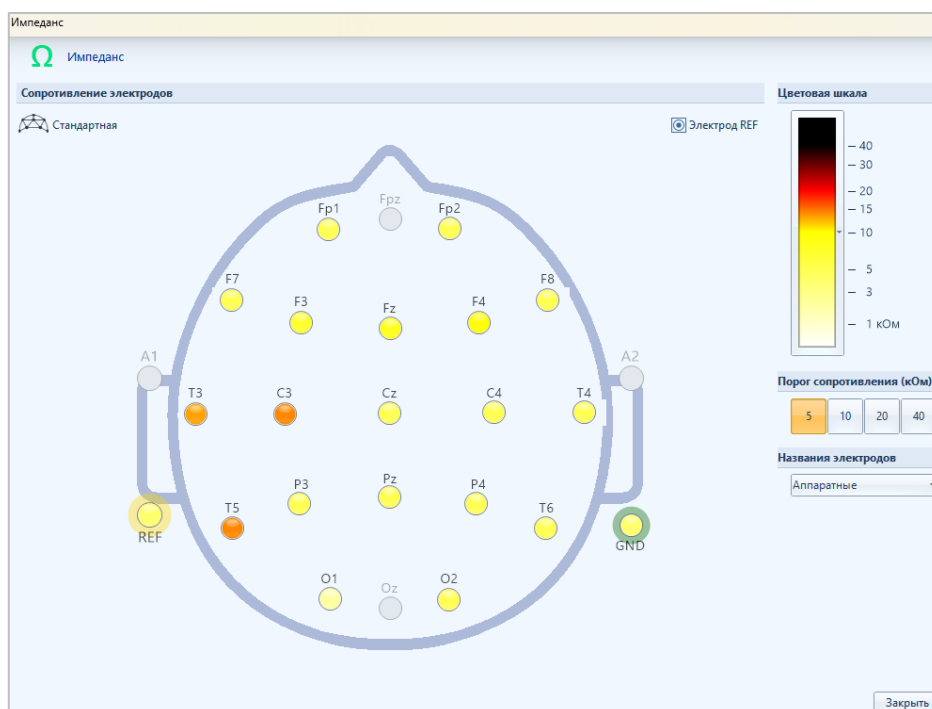 Импеданс
Ω Импеданс
Сопротивление электродов
Цветовая шкала
Стандартная
Электрод REF
40
30
20
15
10
5
3
1 кОм
Fpz
Fp1
Fp2
F7
F8
F3
Fz
F4
A1
A2
T3
C3
Cz
C4
T4
Порог сопротивления (кОм)
5 10 20 40
Названия электродов
Аппаратные
P3
Pz
P4
T5
T6
REF
GND
O1
Oz
O2
Закрыть